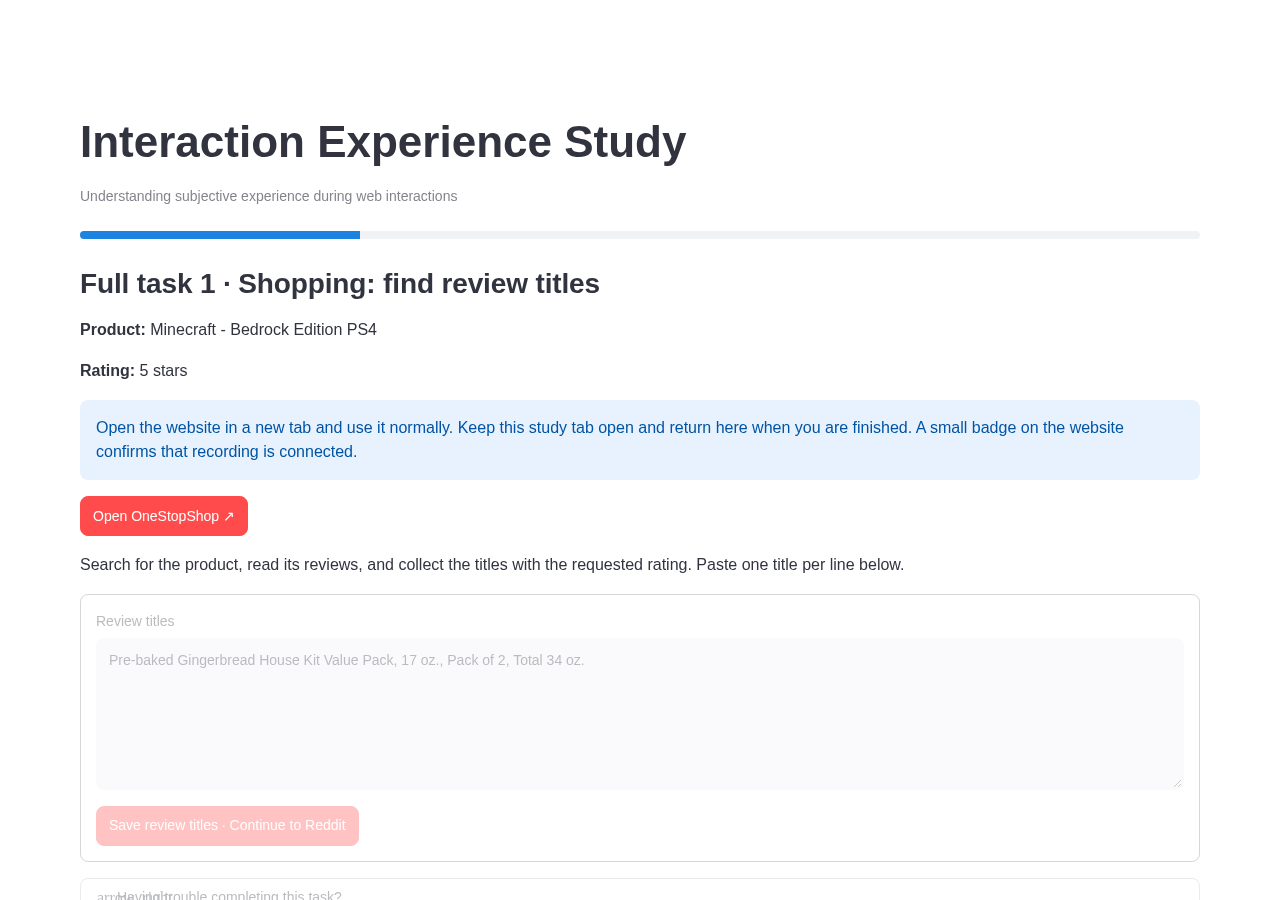 Interaction Experience Study
Understanding subjective experience during web interactions
Full task 1 · Shopping: find review titles
Product: Minecraft - Bedrock Edition PS4
Rating: 5 stars
Open the website in a new tab and use it normally. Keep this study tab open and return here when you are finished. A small badge on the website
confirms that recording is connected.
Open OneStopShop ↗
Search for the product, read its reviews, and collect the titles with the requested rating. Paste one title per line below.
Review titles
Pre-baked Gingerbread House Kit Value Pack, 17 oz., Pack of 2, Total 34 oz.
Save review titles · Continue to Reddit
Having trouble completing this task?